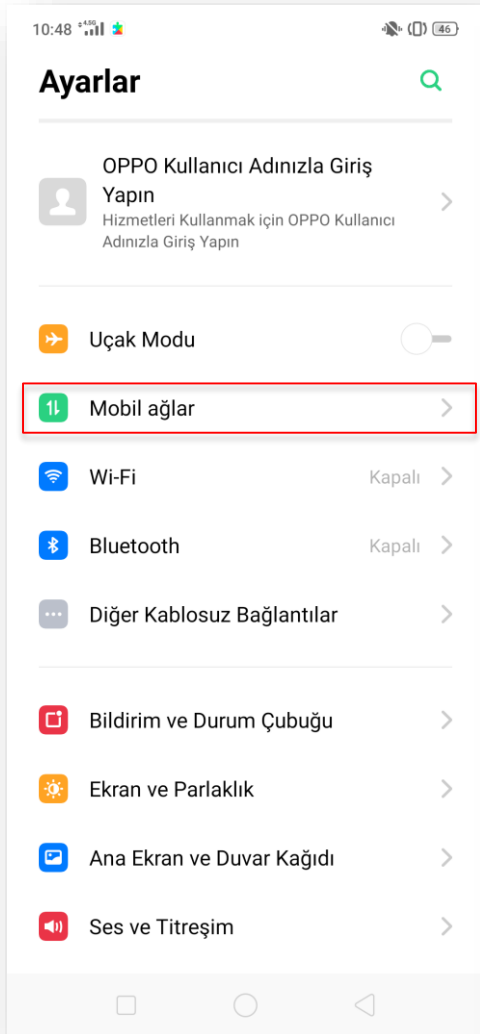 10:48 4.5G 46
Ayarlar
OPPO Kullanıcı Adınızla Giriş
Yapın
Hizmetleri Kullanmak için OPPO Kullanıcı
Adınızla Giriş Yapın
Uçak Modu
Mobil ağlar
Wi-Fi Kapalı
Bluetooth Kapalı
Diğer Kablosuz Bağlantılar
Bildirim ve Durum Çubuğu
Ekran ve Parlaklık
Ana Ekran ve Duvar Kağıdı
Ses ve Titreşim